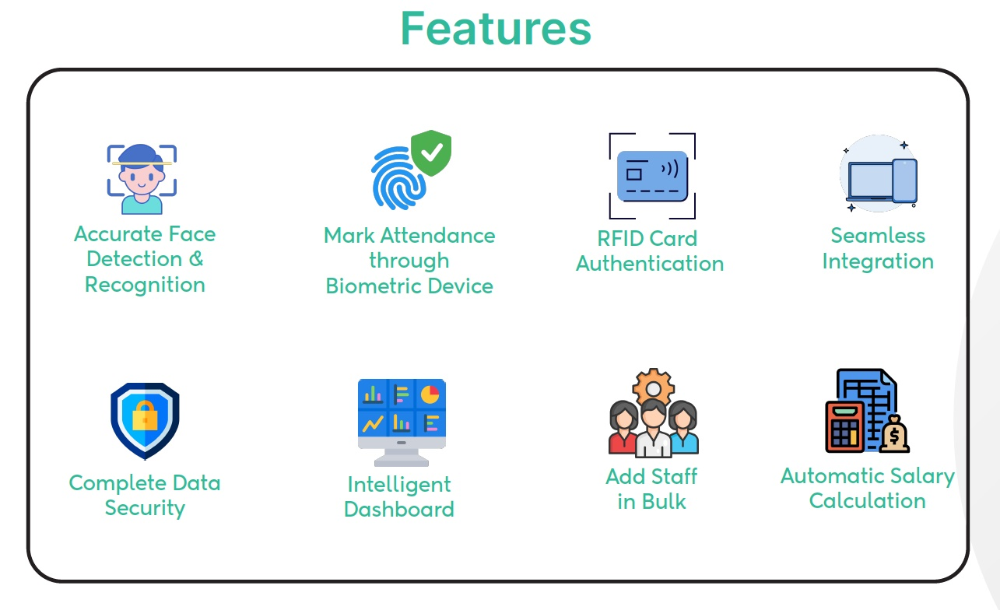 Features
Accurate Face
Detection &
Recognition
Mark Attendance
through
Biometric Device
RFID Card
Authentication
Seamless
Integration
Complete Data
Security
Intelligent
Dashboard
Add Staff
in Bulk
$
Automatic Salary
Calculation